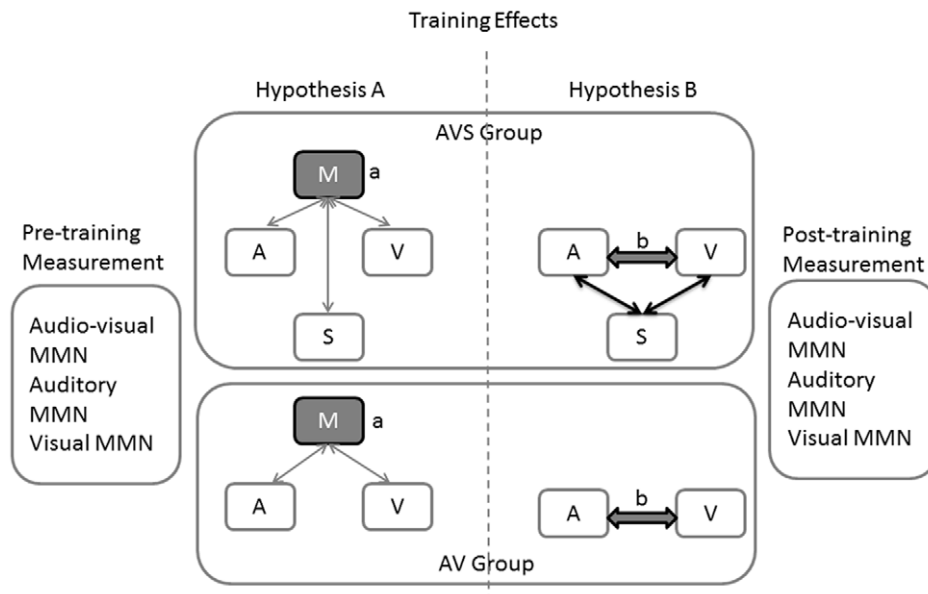 Training Effects
Hypothesis A
Hypothesis B
AVS Group
M
a
A
V
S
A
b
V
S
Pre-training
Measurement
Audio-visual
MMN
Auditory
MMN
Visual MMN
Post-training
Measurement
Audio-visual
MMN
Auditory
MMN
Visual MMN
M
a
A
V
A
b
V
AV Group